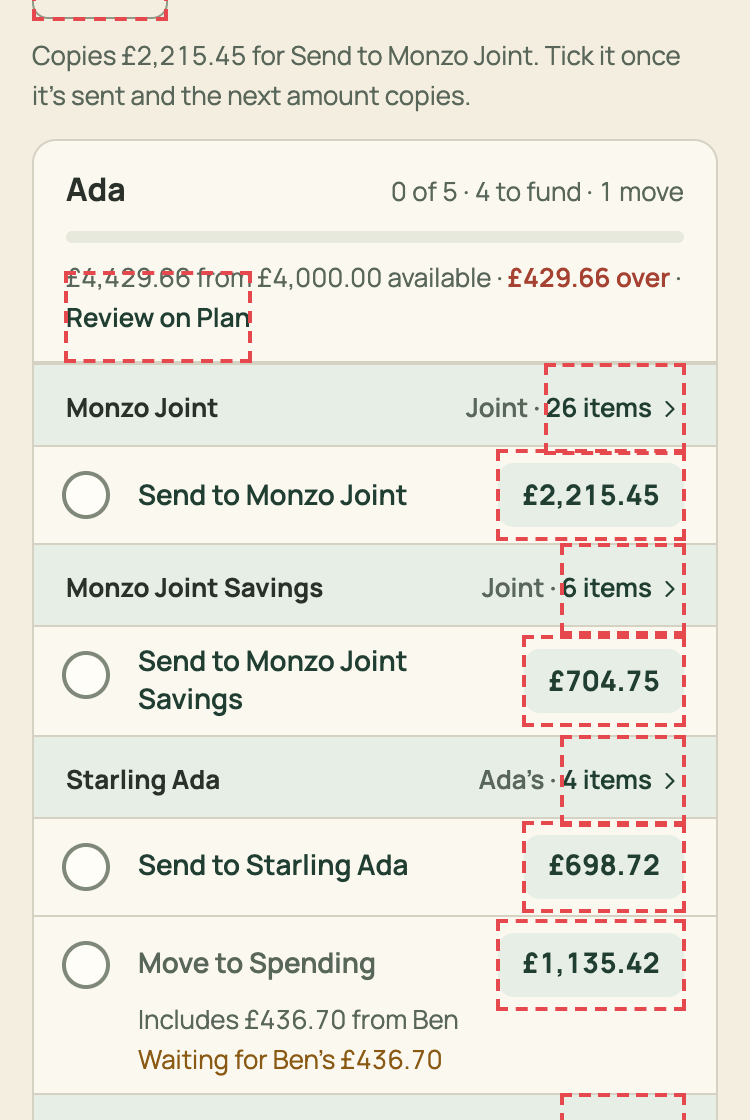 Copies £2,215.45 for Send to Monzo Joint. Tick it once
it's sent and the next amount copies.
Ada
0 of 5 · 4 to fund · 1 move
£4,429.66 from £4,000.00 available · £429.66 over ·
Review on Plan
Monzo Joint
Joint · 26 items
Send to Monzo Joint
£2,215.45
Monzo Joint Savings
Joint · 6 items
Send to Monzo Joint
Savings
£704.75
Starling Ada
Ada's · 4 items
Send to Starling Ada
£698.72
Move to Spending
£1,135.42
Includes £436.70 from Ben
Waiting for Ben's £436.70